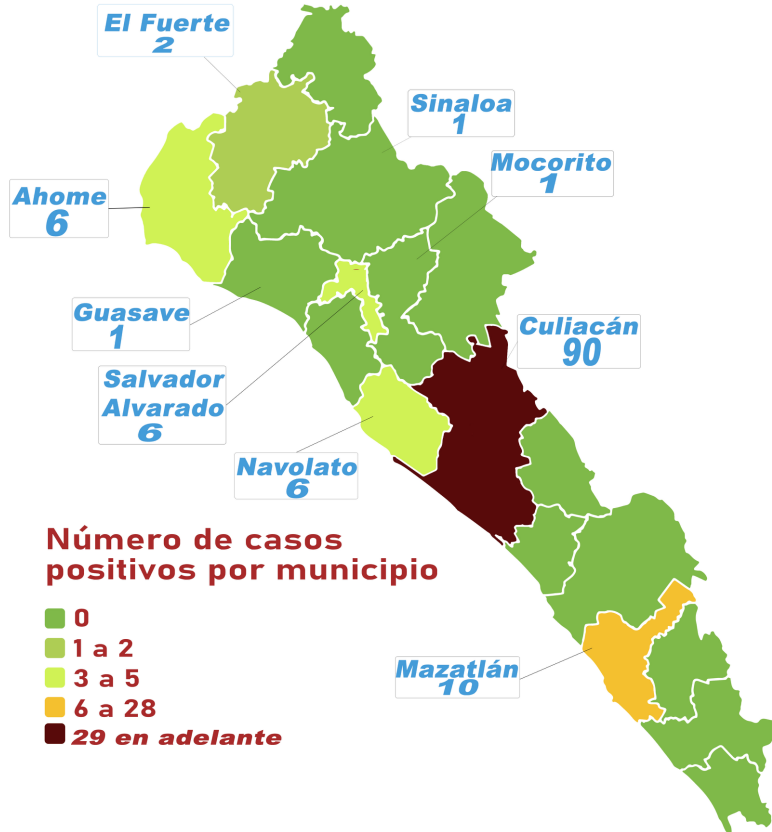 El Fuerte
2
Sinaloa
1
Mocorito
1
Ahome
6
Guasave
1
Culiacán
90
Salvador
Alvarado
6
Navolato
6
Número de casos
positivos por municipio
0
1 a 2
3 a 5
6 a 28
29 en adelante
Mazatlán
10